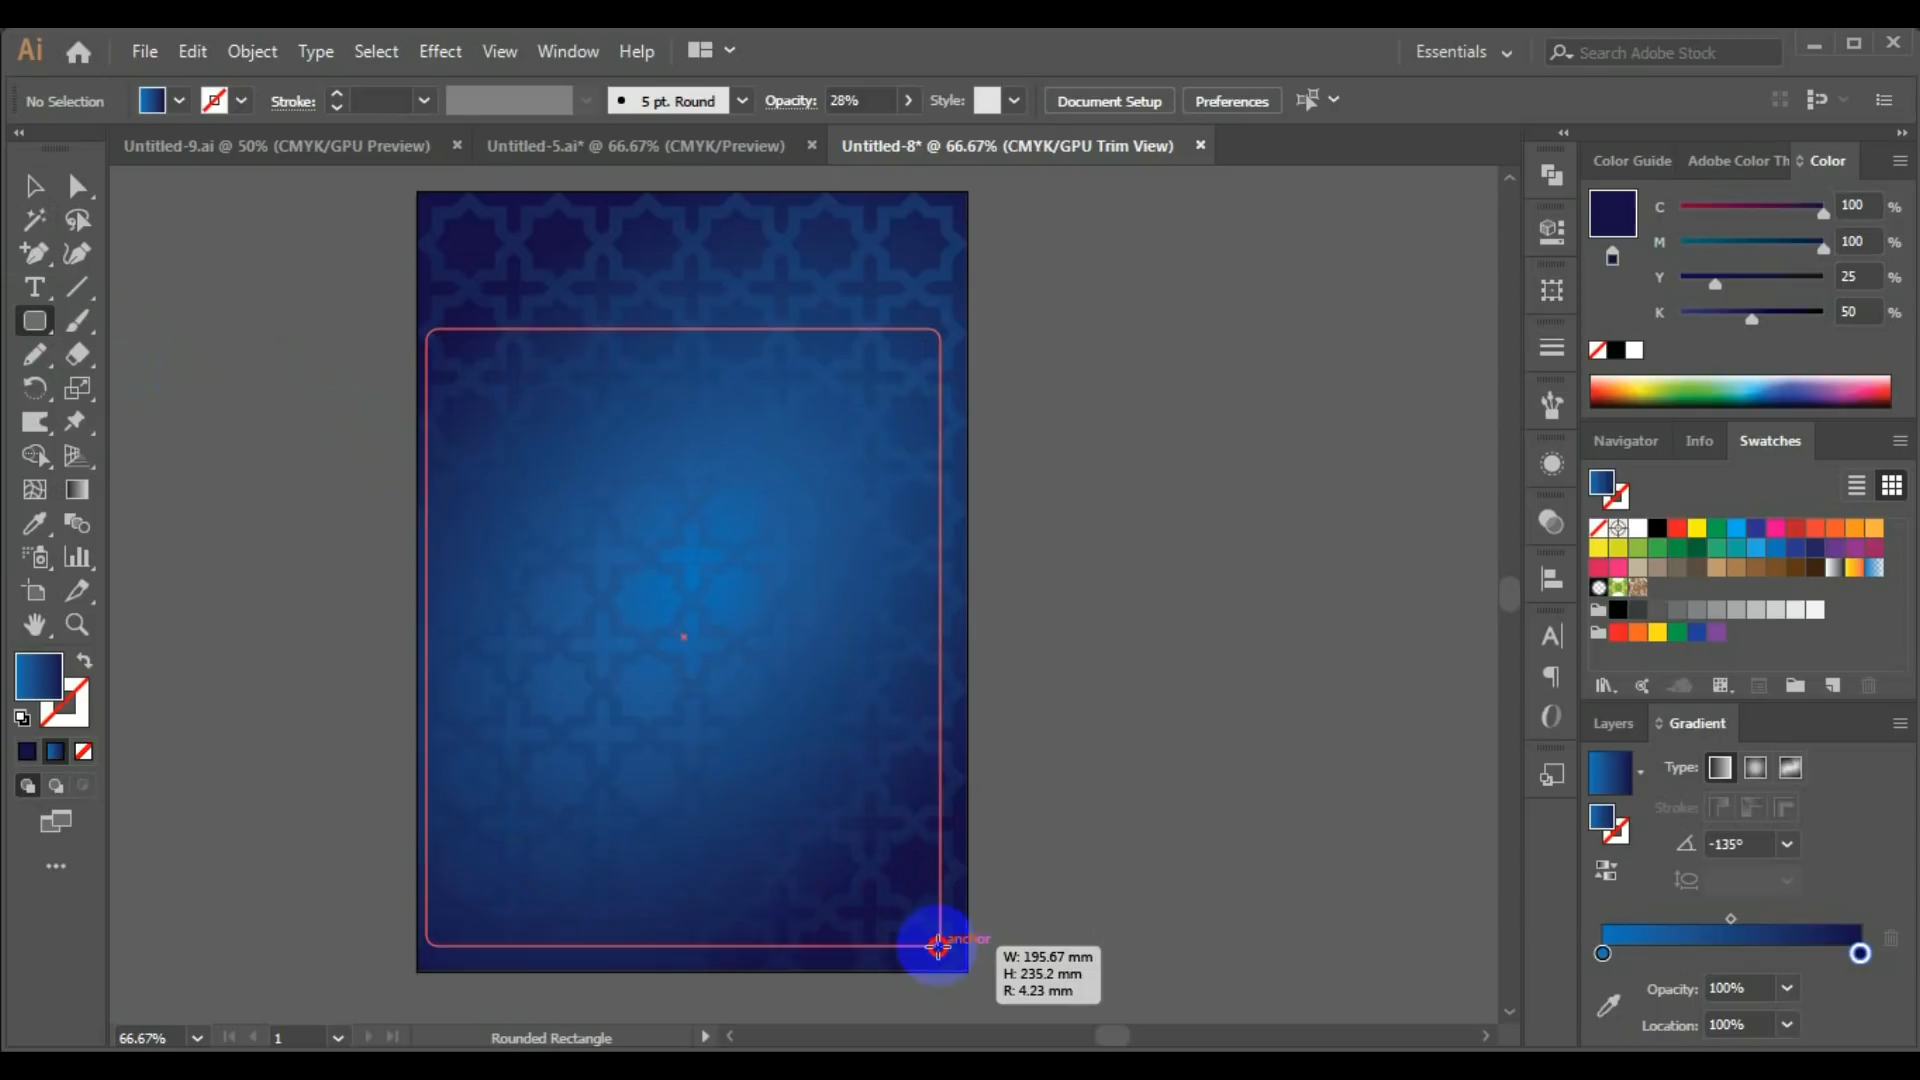 Ai File Edit Object Type Select Effect View Window Help Essentials Search Adobe Stock
No Selection Stroke: 5 pt. Round Opacity: 28% Style: Document Setup Preferences
Untitled-9.ai @ 50% (CMYK/GPU Preview) × Untitled-5.ai* @ 66.67% (CMYK/Preview) × Untitled-8* @ 66.67% (CMYK/GPU Trim View) ×
Color Guide Adobe Color Th Color
C 100 %
M 100 %
Y 25 %
K 50 %
Navigator Info Swatches
Layers Gradient
Type:
Stroke:
-135°
anchor
W: 195.67 mm
H: 235.2 mm
R: 4.23 mm
Opacity: 100%
Location: 100%
66.67% 1 Rounded Rectangle